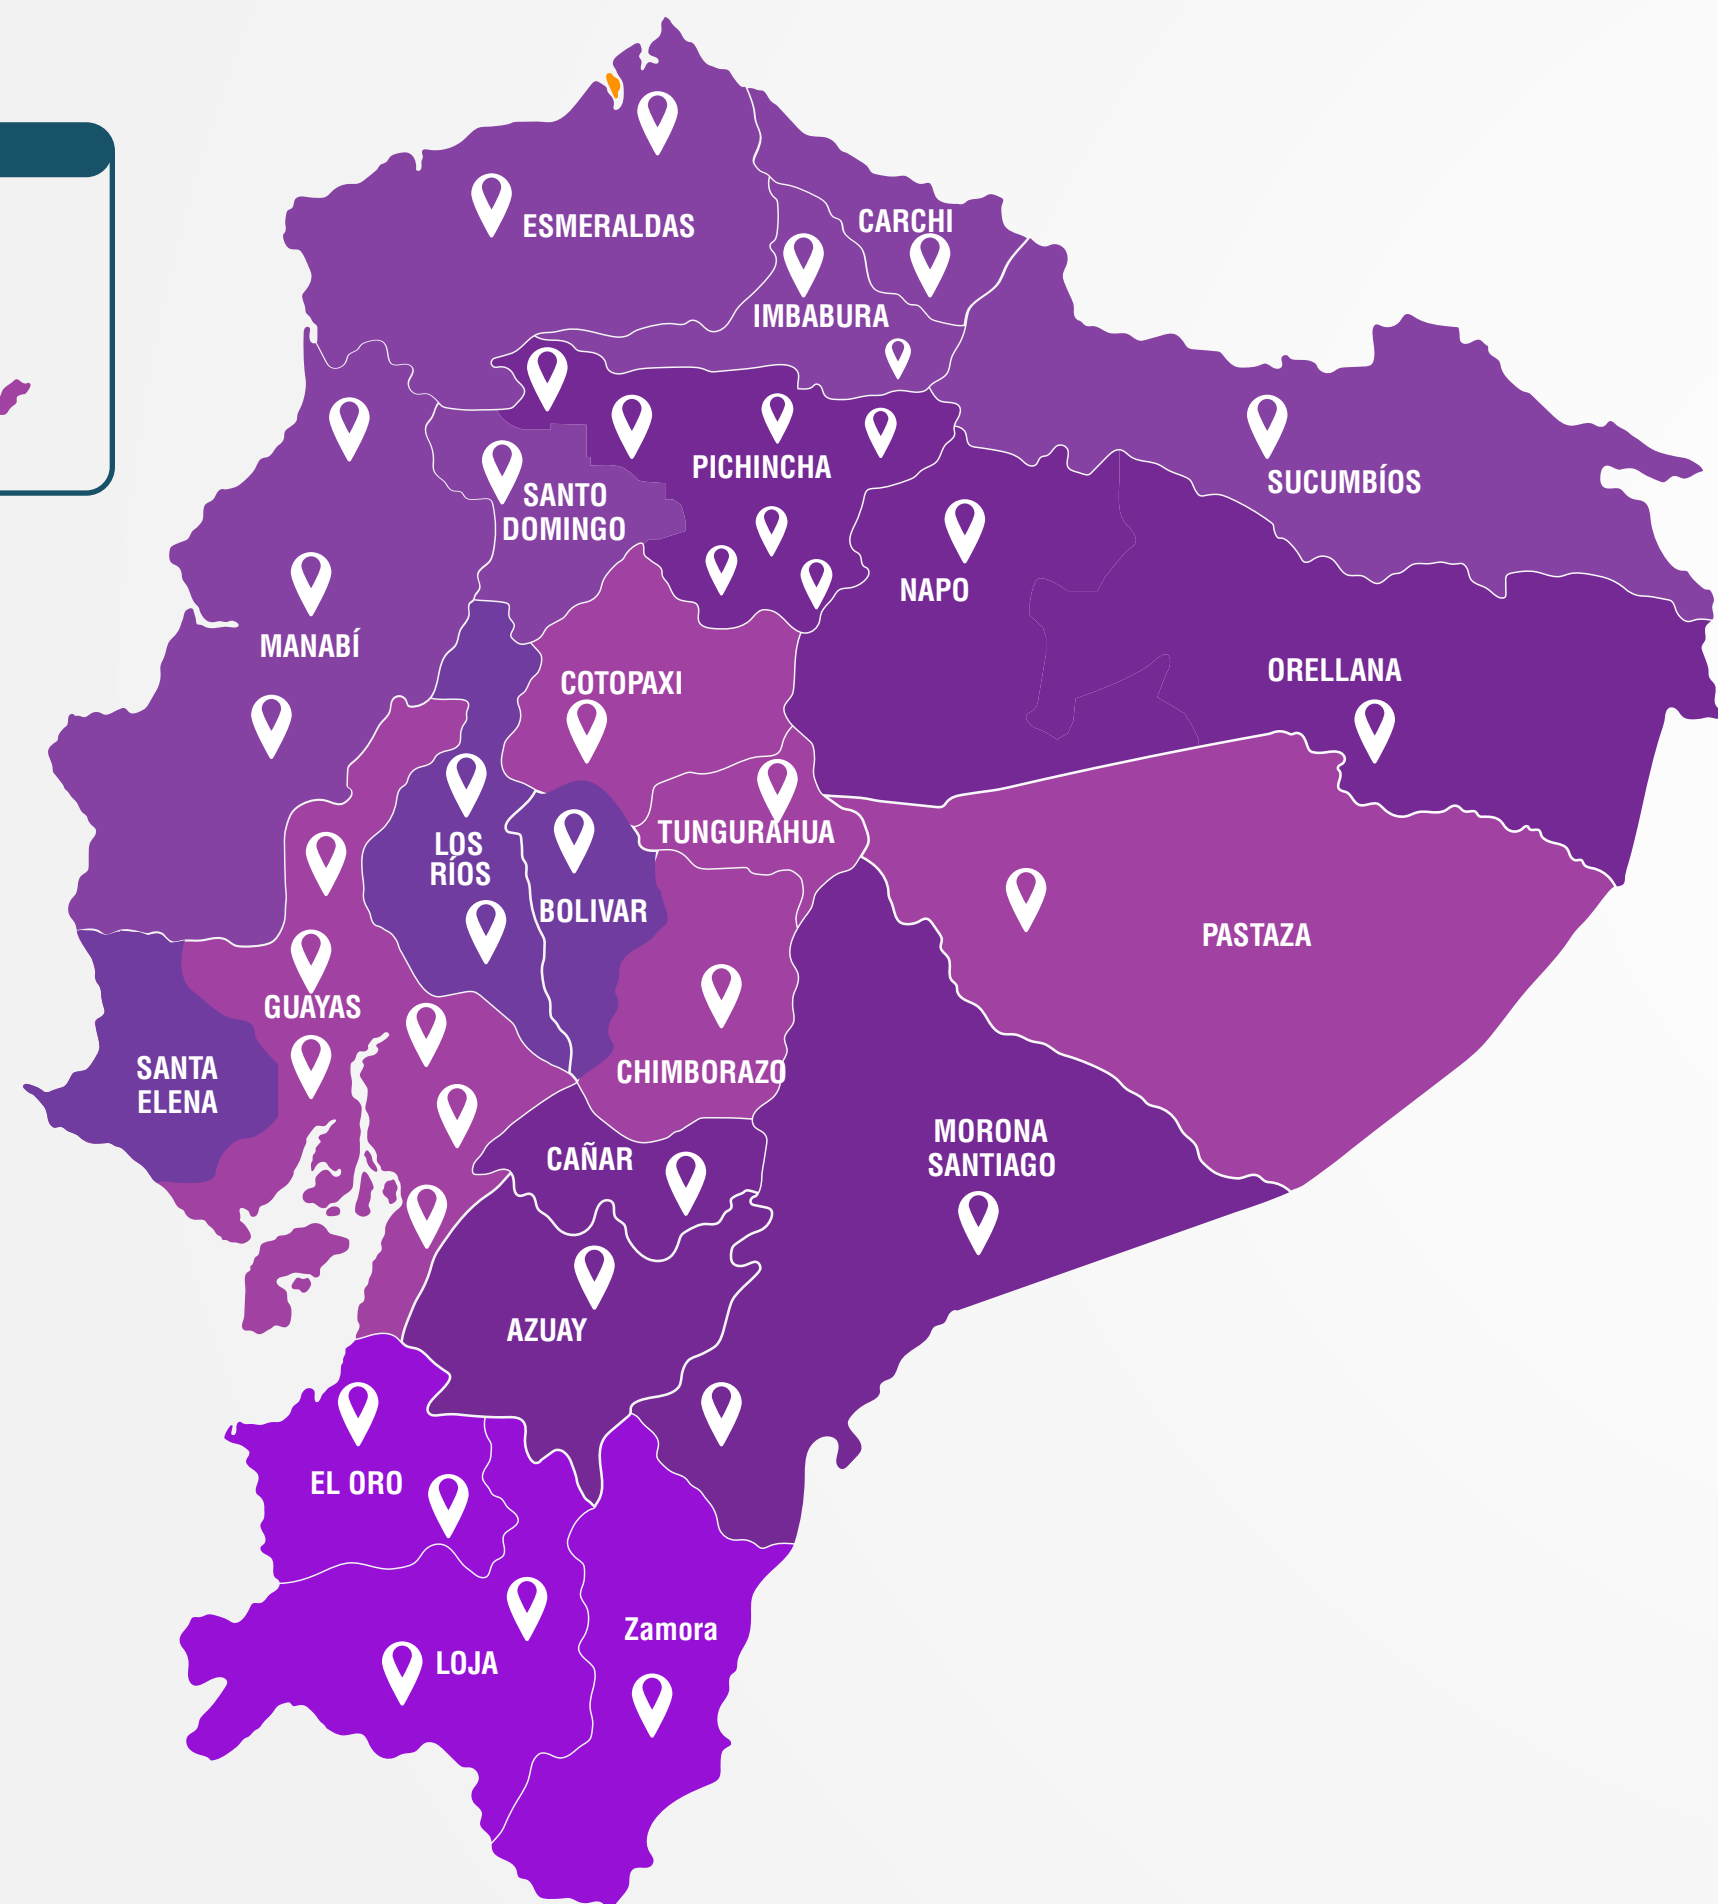 ESMERALDAS
CARCHI
IMBABURA
SUCUMBÍOS
PICHINCHA
SANTO
DOMINGO
NAPO
MANABÍ
ORELLANA
COTOPAXI
TUNGURAHUA
LOS
RÍOS
BOLIVAR
PASTAZA
GUAYAS
SANTA
ELENA
CHIMBORAZO
MORONA
SANTIAGO
CAÑAR
AZUAY
EL ORO
Zamora
LOJA